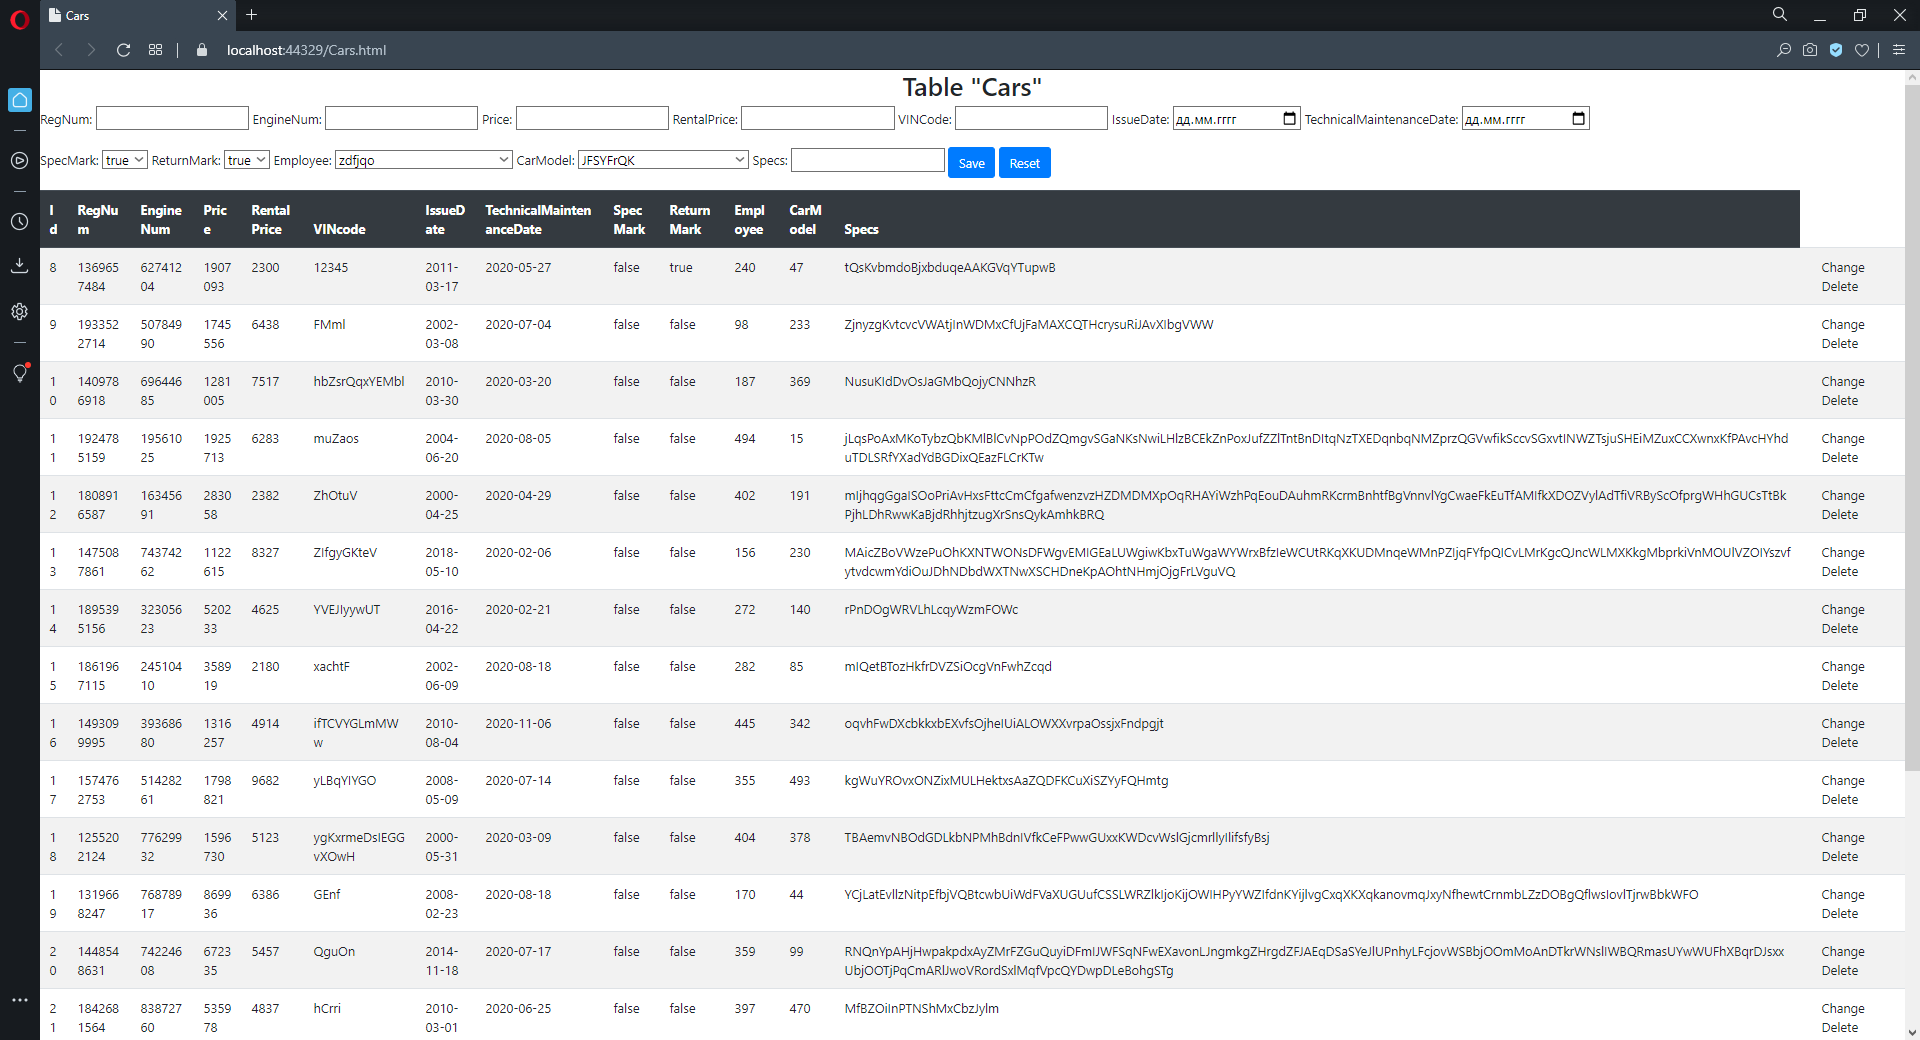 Cars
localhost:44329/Cars.html
Table "Cars"
RegNum: EngineNum: Price: RentalPrice: VINCode: IssueDate: дд.мм.гггг TechnicalMaintenanceDate: дд.мм.гггг
SpecMark: true ReturnMark: true Employee: zdfjqo CarModel: JFSYFrQK Specs: Save Reset
Id RegNum EngineNum Price RentalPrice VINcode IssueDate TechnicalMaintenanceDate SpecMark ReturnMark Employee CarModel Specs
8 1369657484 62741204 1907093 2300 12345 2011-03-17 2020-05-27 false true 240 47 tQsKvbmdoBjxbduqeAAKGVqYTupwB Change Delete
9 1933522714 50784990 1745556 6438 FMml 2002-03-08 2020-07-04 false false 98 233 Change Delete
10 1409786918 69644685 1281005 7517 hbZsrQqxYEMbl 2010-03-30 2020-03-20 false false 187 369 Change Delete
11 1924785159 19561025 1925713 6283 muZaos 2004-06-20 2020-08-05 false false 494 15 Change Delete
12 1808916587 16345691 283058 2382 ZhOtuV 2000-04-25 2020-04-29 false false 402 191 Change Delete
13 1475087861 74374262 1122615 8327 2018-05-10 2020-02-06 false false 156 230 Change Delete
14 1895395156 32305623 520233 4625 2016-04-22 2020-02-21 false false 272 140 rPnDOgWRVLhLcqyWzmFOWc Change Delete
15 1861967115 24510410 358919 2180 xachtF 2002-06-09 2020-08-18 false false 282 85 Change Delete
16 1493099995 39368680 1316257 4914 ifTCVYGLmMWw 2010-08-04 2020-11-06 false false 445 342 Change Delete
17 1574762753 51428261 1798821 9682 2008-05-09 2020-07-14 false false 355 493 kgWuYROvxONZixMULHektxsAaZQDFKCuXiSZYyFQHmtg Change Delete
18 1255202124 77629932 1596730 5123 2000-05-31 2020-03-09 false false 404 378 Change Delete
19 1319668247 76878917 869936 6386 GEnf 2008-02-23 2020-08-18 false false 170 44 Change Delete
20 1448548631 74224608 672335 5457 QguOn 2014-11-18 2020-07-17 false false 359 99 Change Delete
21 1842681564 83872760 535978 4837 hCrri 2010-03-01 2020-06-25 false false 397 470 Change Delete